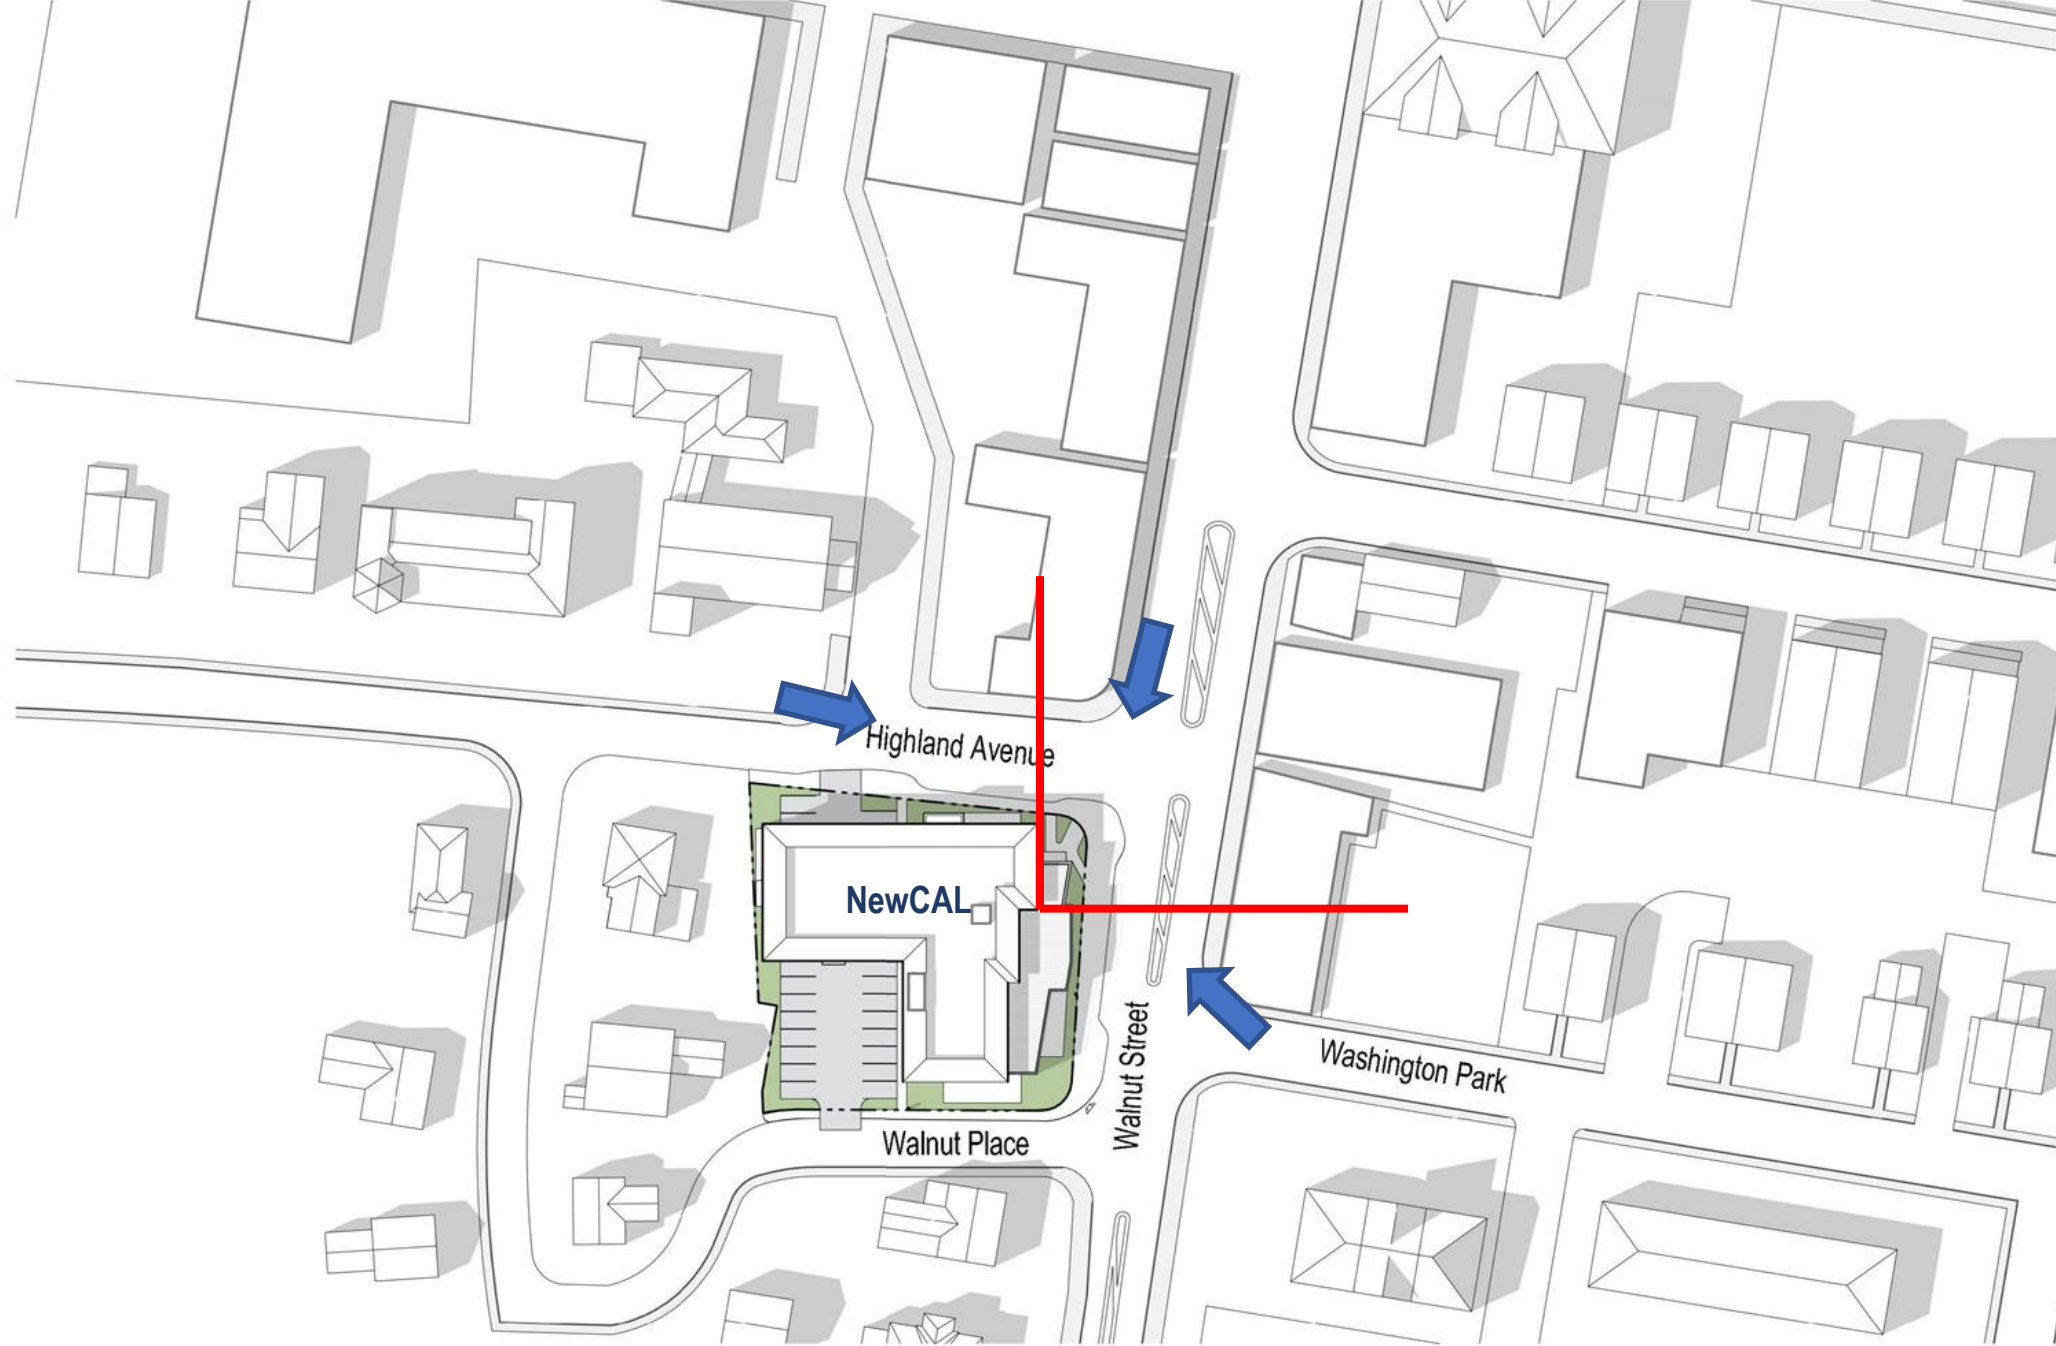 Highland Avenue
NewCAL
Walnut Street
Washington Park
Walnut Place